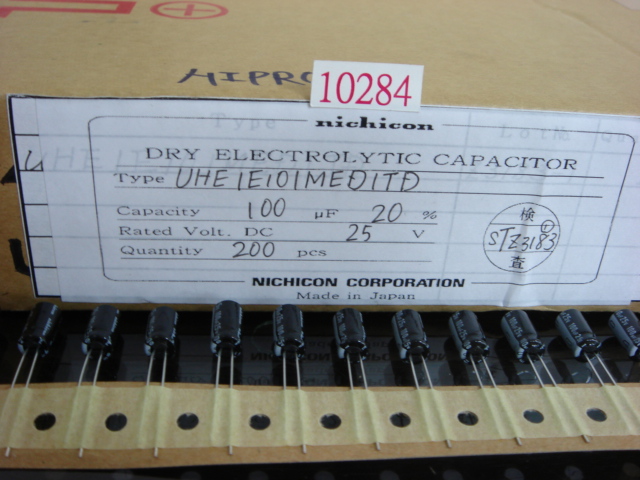 HIPRO
10284
Type
nichicon
Lot No.
DRY ELECTROLYTIC CAPACITOR
Type UHE1E101MED1TD
Capacity 100 µF 20 %
Rated Volt. DC 25 V
Quantity 200 pcs
検
STZ3183
査
NICHICON CORPORATION
Made in Japan